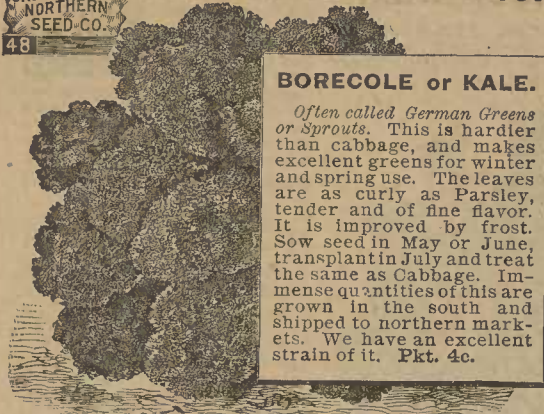 NORTHERN
SEED CO.
48
BORECOLE or KALE.
Often called German Greens
or Sprouts. This is hardier
than cabbage, and makes
excellent greens for winter
and spring use. The leaves
are as curly as Parsley,
tender and of fine flavor.
It is improved by frost.
Sow seed in May or June,
transplant in July and treat
the same as Cabbage. Im-
mense quantities of this are
grown in the south and
shipped to northern mark-
ets. We have an excellent
strain of it. Pkt. 4c.